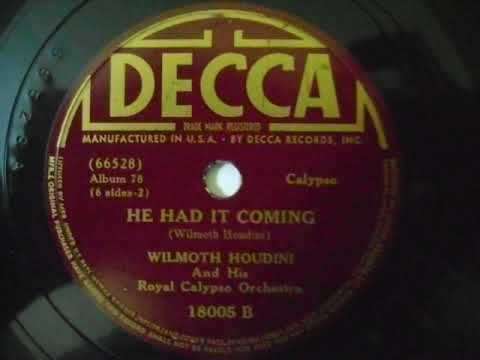 DECCA
TRADE MARK REGISTERED
MANUFACTURED IN U.S.A. - BY DECCA RECORDS, INC.
(66528)
Album 78
(6 sides-2)
Calypso
HE HAD IT COMING
(Wilmoth Houdini)
WILMOTH HOUDINI
And His
Royal Calypso Orchestra
18005 B